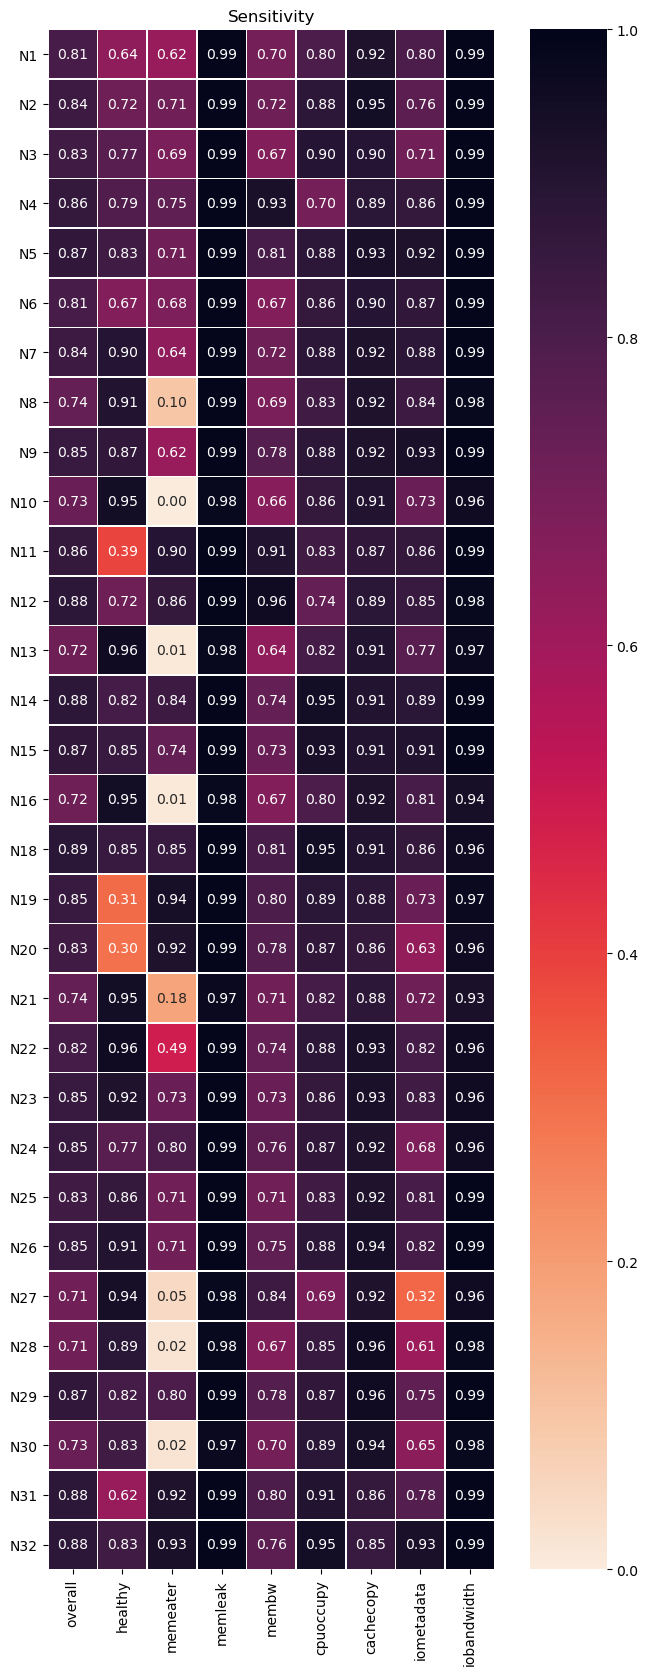 Sensitivity
N1 0.81 0.64 0.62 0.99 0.70 0.80 0.92 0.80 0.99
N2 0.84 0.72 0.71 0.99 0.72 0.88 0.95 0.76 0.99
N3 0.83 0.77 0.69 0.99 0.67 0.90 0.90 0.71 0.99
N4 0.86 0.79 0.75 0.99 0.93 0.70 0.89 0.86 0.99
N5 0.87 0.83 0.71 0.99 0.81 0.88 0.93 0.92 0.99
N6 0.81 0.67 0.68 0.99 0.67 0.86 0.90 0.87 0.99
N7 0.84 0.90 0.64 0.99 0.72 0.88 0.92 0.88 0.99
N8 0.74 0.91 0.10 0.99 0.69 0.83 0.92 0.84 0.98
N9 0.85 0.87 0.62 0.99 0.78 0.88 0.92 0.93 0.99
N10 0.73 0.95 0.00 0.98 0.66 0.86 0.91 0.73 0.96
N11 0.86 0.39 0.90 0.99 0.91 0.83 0.87 0.86 0.99
N12 0.88 0.72 0.86 0.99 0.96 0.74 0.89 0.85 0.98
N13 0.72 0.96 0.01 0.98 0.64 0.82 0.91 0.77 0.97
N14 0.88 0.82 0.84 0.99 0.74 0.95 0.91 0.89 0.99
N15 0.87 0.85 0.74 0.99 0.73 0.93 0.91 0.91 0.99
N16 0.72 0.95 0.01 0.98 0.67 0.80 0.92 0.81 0.94
N18 0.89 0.85 0.85 0.99 0.81 0.95 0.91 0.86 0.96
N19 0.85 0.31 0.94 0.99 0.80 0.89 0.88 0.73 0.97
N20 0.83 0.30 0.92 0.99 0.78 0.87 0.86 0.63 0.96
N21 0.74 0.95 0.18 0.97 0.71 0.82 0.88 0.72 0.93
N22 0.82 0.96 0.49 0.99 0.74 0.88 0.93 0.82 0.96
N23 0.85 0.92 0.73 0.99 0.73 0.86 0.93 0.83 0.96
N24 0.85 0.77 0.80 0.99 0.76 0.87 0.92 0.68 0.96
N25 0.83 0.86 0.71 0.99 0.71 0.83 0.92 0.81 0.99
N26 0.85 0.91 0.71 0.99 0.75 0.88 0.94 0.82 0.99
N27 0.71 0.94 0.05 0.98 0.84 0.69 0.92 0.32 0.96
N28 0.71 0.89 0.02 0.98 0.67 0.85 0.96 0.61 0.98
N29 0.87 0.82 0.80 0.99 0.78 0.87 0.96 0.75 0.99
N30 0.73 0.83 0.02 0.97 0.70 0.89 0.94 0.65 0.98
N31 0.88 0.62 0.92 0.99 0.80 0.91 0.86 0.78 0.99
N32 0.88 0.83 0.93 0.99 0.76 0.95 0.85 0.93 0.99
overall healthy memeater memleak membw cpuoccupy cachecopy iometadata iobandwidth
1.0
0.8
0.6
0.4
0.2
0.0